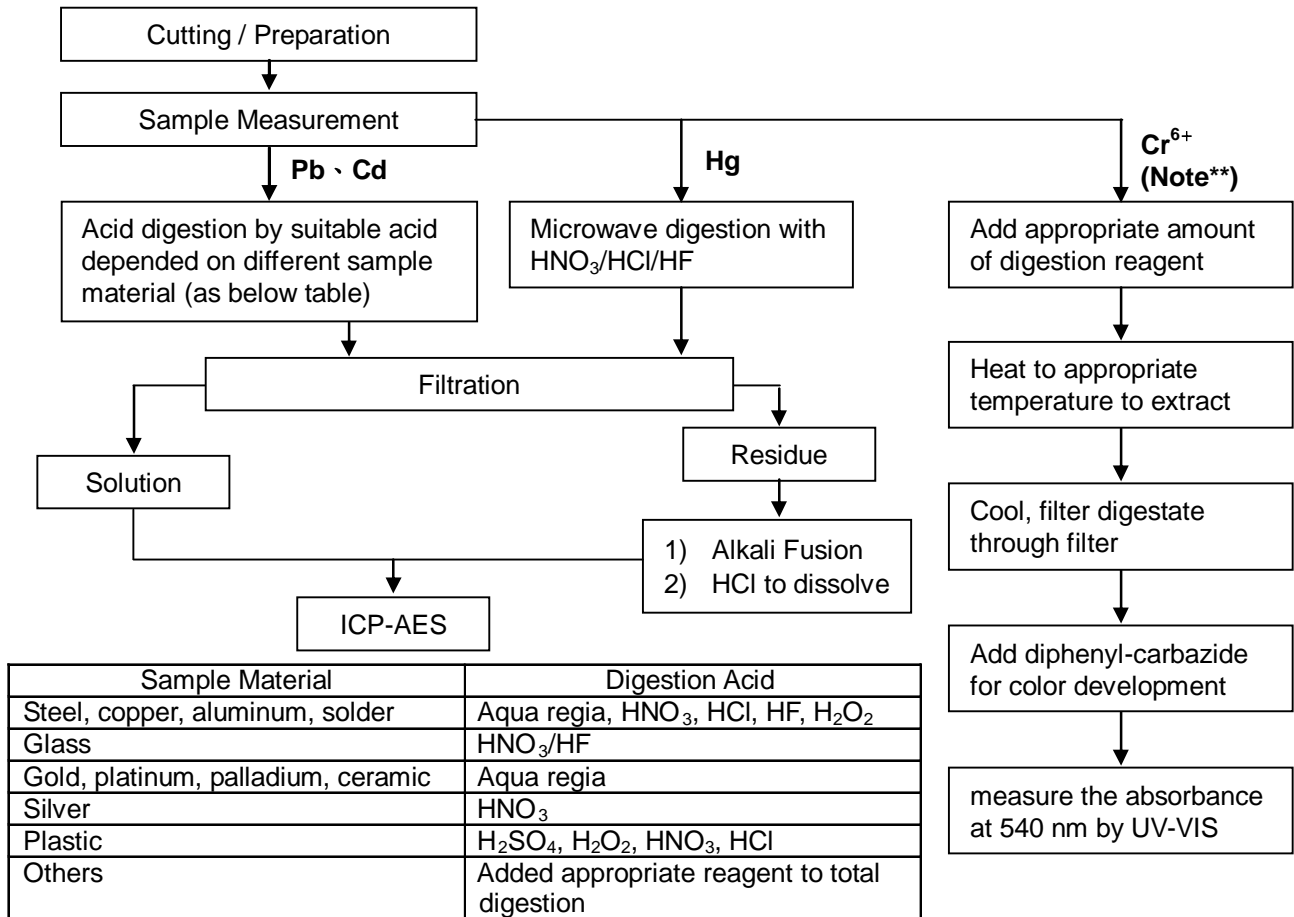 Cutting / Preparation
Sample Measurement
Pb、Cd
Hg
Cr⁶⁺
(Note**)
Acid digestion by suitable acid
depended on different sample
material (as below table)
Microwave digestion with
HNO₃/HCl/HF
Add appropriate amount
of digestion reagent
Filtration
Heat to appropriate
temperature to extract
Solution
Residue
1) Alkali Fusion
2) HCl to dissolve
Cool, filter digestate
through filter
ICP-AES
Add diphenyl-carbazide
for color development
measure the absorbance
at 540 nm by UV-VIS
Sample Material Digestion Acid
Steel, copper, aluminum, solder Aqua regia, HNO₃, HCl, HF, H₂O₂
Glass HNO₃/HF
Gold, platinum, palladium, ceramic Aqua regia
Silver HNO₃
Plastic H₂SO₄, H₂O₂, HNO₃, HCl
Others Added appropriate reagent to total
digestion